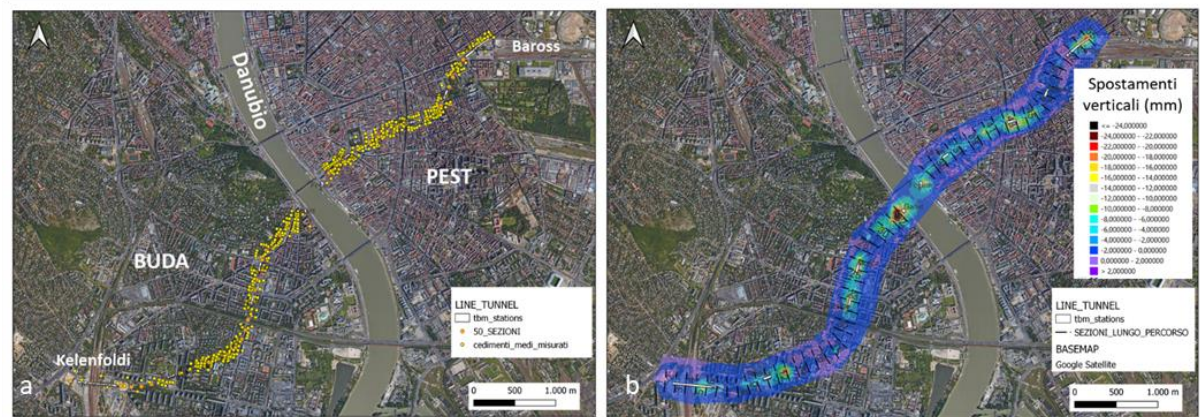 Danubio
Baross
PEST
BUDA
Kelenfoldi
LINE_TUNNEL
tbm_stations
50_SEZIONI
cedimenti_medi_misurati
0 500 1.000 m
a
Spostamenti
verticali (mm)
<= -24,000000
-24,000000 - -22,000000
-22,000000 - -20,000000
-20,000000 - -18,000000
-18,000000 - -16,000000
-16,000000 - -14,000000
-14,000000 - -12,000000
-12,000000 - -10,000000
-10,000000 - -8,000000
-8,000000 - -6,000000
-6,000000 - -4,000000
-4,000000 - -2,000000
-2,000000 - 0,000000
0,000000 - 2,000000
> 2,000000
LINE_TUNNEL
tbm_stations
SEZIONI_LUNGO_PERCORSO
BASEMAP
Google Satellite
0 500 1.000 m
b